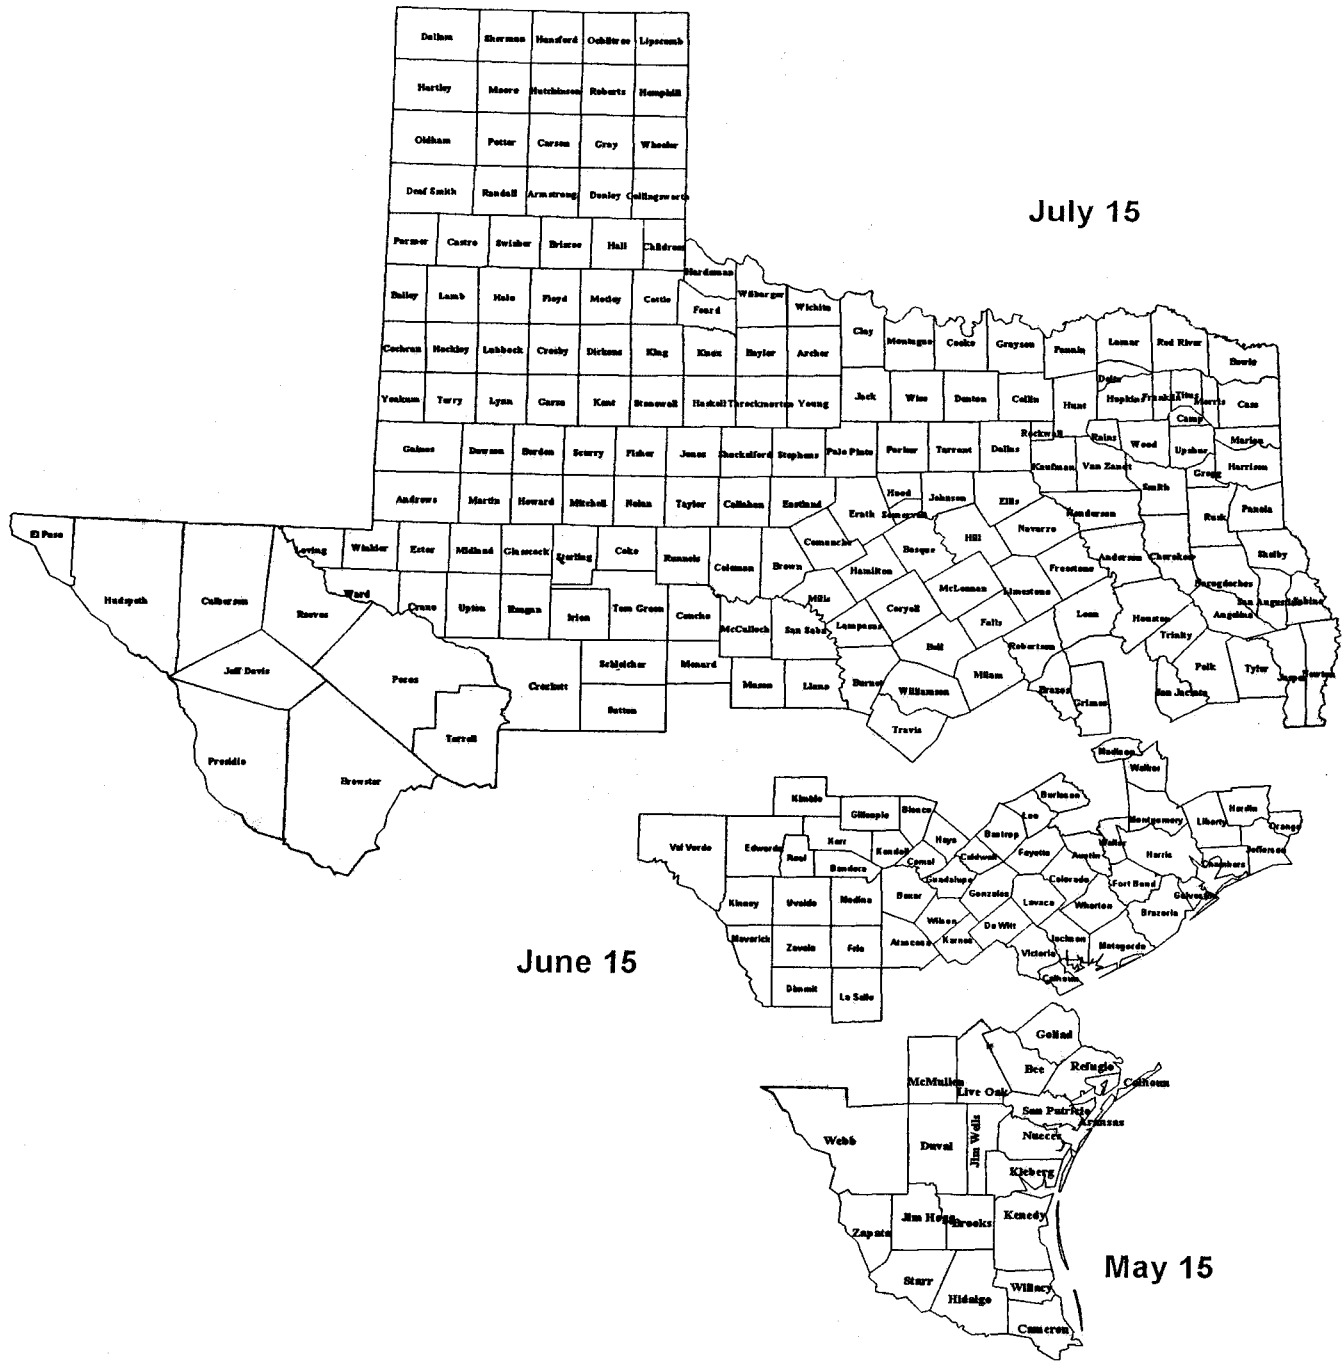 Dallam Sherman Hansford Ochiltree Lipscomb
Hartley Moore Hutchinson Roberts Hemphill
Oldham Potter Carson Gray Wheeler
Deaf Smith Randall Armstrong Donley Collingsworth
July 15
Parmer Castro Swisher Briscoe Hall Childress
Hardeman
Bailey Lamb Hale Floyd Motley Cottle Foard Wilbarger Wichita
Clay Montague Cooke Grayson Fannin Lamar Red River Bowie
Cochran Hockley Lubbock Crosby Dickens King Knox Baylor Archer
Delta
Yoakum Terry Lynn Garza Kent Stonewall Haskell Throckmorton Young Jack Wise Denton Collin Hunt Hopkins Franklin Titus Morris Cass
Camp
Rockwall Rains Wood Upshur Marion
Gaines Dawson Borden Scurry Fisher Jones Shackelford Stephens Palo Pinto Parker Tarrant Dallas
Kaufman Van Zandt Smith Gregg Harrison
Andrews Martin Howard Mitchell Nolan Taylor Callahan Eastland Erath Hood Somervell Johnson Ellis
Henderson Rusk Panola
El Paso Loving Winkler Ector Midland Glasscock Sterling Coke Runnels Coleman Brown Comanche Bosque Hill Navarro
Anderson Cherokee Shelby
Hamilton Freestone
Nacogdoches
Hudspeth Culberson Reeves Ward Crane Upton Reagan Irion Tom Green Concho Mills Coryell McLennan Limestone
San Augustine Sabine
McCulloch San Saba Lampasas Falls Leon Houston Angelina
Trinity
Bell Robertson
Jeff Davis Pecos Crockett Schleicher Menard Mason Llano Burnet Williamson Milam Brazos Polk Tyler Jasper Newton
San Jacinto
Grimes
Sutton
Terrell Travis
Presidio Brewster
Madison
Walker
Kimble Gillespie Blanco Burleson
Lee
Montgomery Liberty Hardin Orange
Val Verde Edwards Real Kerr Kendall Hays Bastrop
Comal Caldwell Fayette Austin Waller Harris Chambers Jefferson
Bandera
Guadalupe Colorado Fort Bend Galveston
Kinney Uvalde Medina Bexar Gonzales Lavaca Wharton Brazoria
Wilson De Witt
Maverick Zavala Frio Atascosa Karnes Jackson Matagorda
Victoria
June 15
Calhoun
Dimmit La Salle
Goliad
Bee Refugio
McMullen Live Oak Calhoun
San Patricio
Aransas
Webb Duval Jim Wells Nueces
Kleberg
Zapata Jim Hogg Brooks Kenedy
May 15
Starr Hidalgo Willacy
Cameron